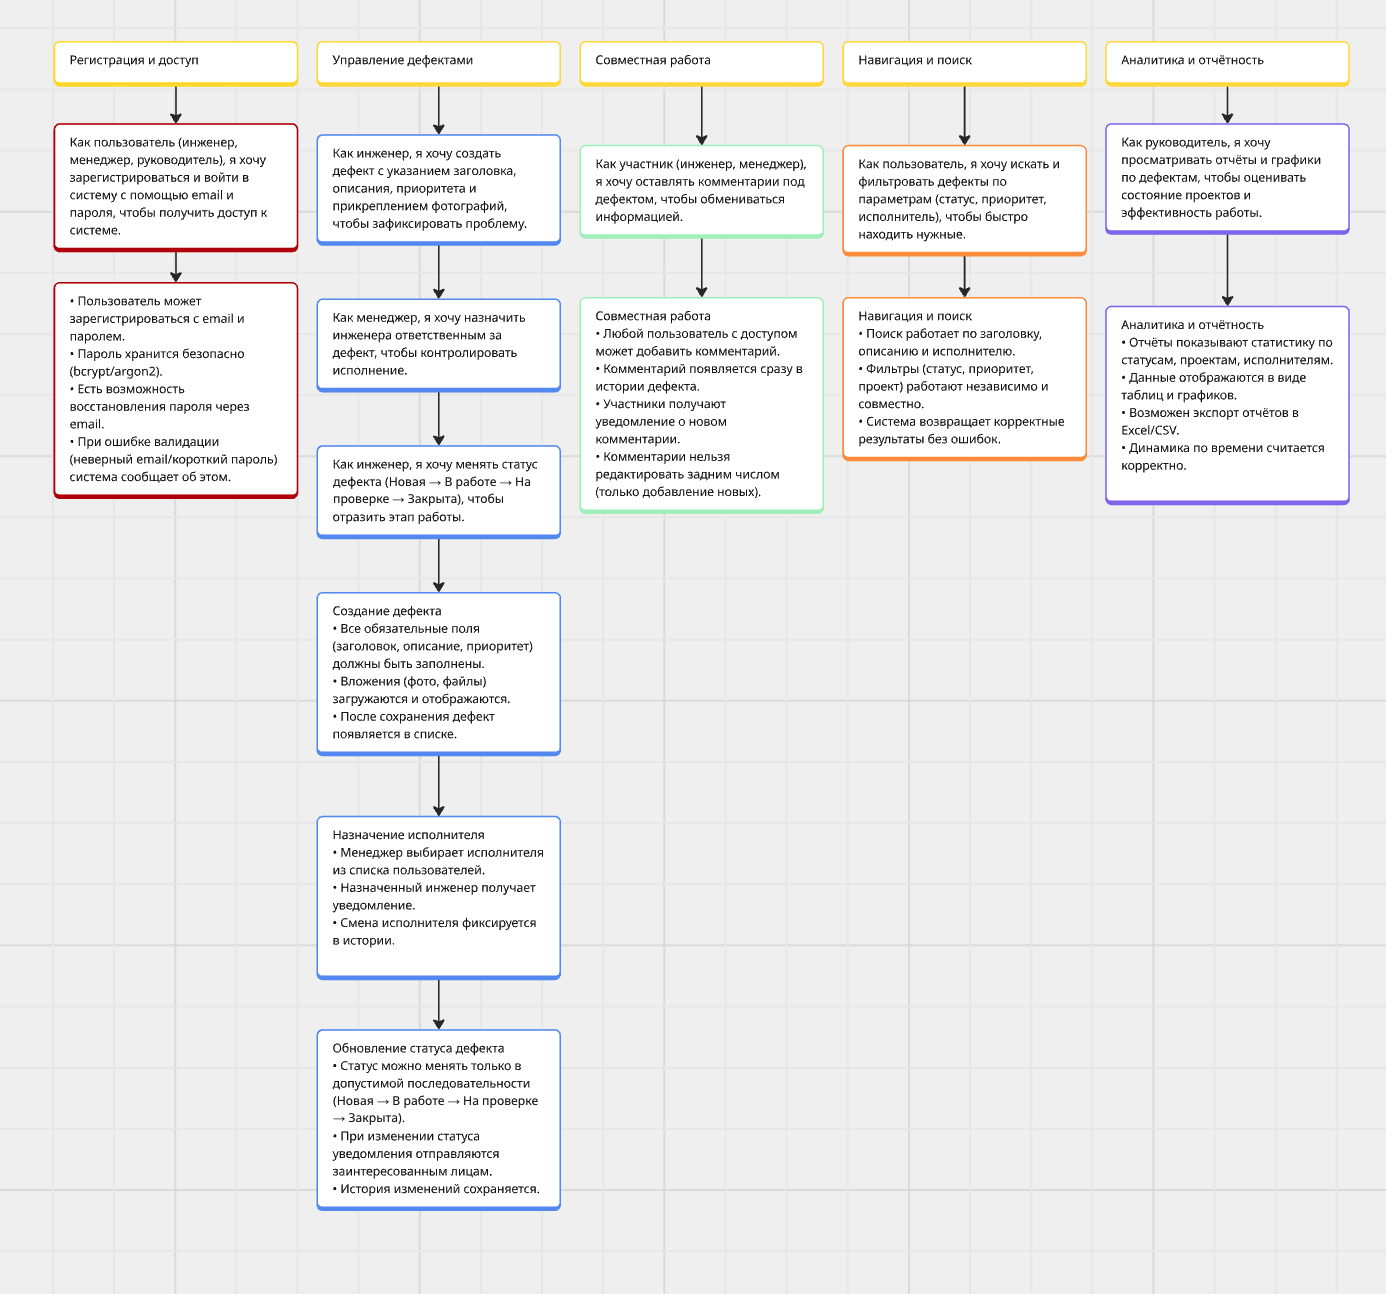 Регистрация и доступ
Как пользователь (инженер,
менеджер, руководитель), я хочу
зарегистрироваться и войти в
систему с помощью email и
пароля, чтобы получить доступ к
системе.
• Пользователь может
зарегистрироваться с email и
паролем.
• Пароль хранится безопасно
(bcrypt/argon2).
• Есть возможность
восстановления пароля через
email.
• При ошибке валидации
(неверный email/короткий пароль)
система сообщает об этом.
Управление дефектами
Как инженер, я хочу создать
дефект с указанием заголовка,
описания, приоритета и
прикреплением фотографий,
чтобы зафиксировать проблему.
Как менеджер, я хочу назначить
инженера ответственным за
дефект, чтобы контролировать
исполнение.
Как инженер, я хочу менять статус
дефекта (Новая → В работе → На
проверке → Закрыта), чтобы
отразить этап работы.
Создание дефекта
• Все обязательные поля
(заголовок, описание, приоритет)
должны быть заполнены.
• Вложения (фото, файлы)
загружаются и отображаются.
• После сохранения дефект
появляется в списке.
Назначение исполнителя
• Менеджер выбирает исполнителя
из списка пользователей.
• Назначенный инженер получает
уведомление.
• Смена исполнителя фиксируется
в истории.
Обновление статуса дефекта
• Статус можно менять только в
допустимой последовательности
(Новая → В работе → На проверке
→ Закрыта).
• При изменении статуса
уведомления отправляются
заинтересованным лицам.
• История изменений сохраняется.
Совместная работа
Как участник (инженер, менеджер),
я хочу оставлять комментарии под
дефектом, чтобы обмениваться
информацией.
Совместная работа
• Любой пользователь с доступом
может добавить комментарий.
• Комментарий появляется сразу в
истории дефекта.
• Участники получают
уведомление о новом
комментарии.
• Комментарии нельзя
редактировать задним числом
(только добавление новых).
Навигация и поиск
Как пользователь, я хочу искать и
фильтровать дефекты по
параметрам (статус, приоритет,
исполнитель), чтобы быстро
находить нужные.
Навигация и поиск
• Поиск работает по заголовку,
описанию и исполнителю.
• Фильтры (статус, приоритет,
проект) работают независимо и
совместно.
• Система возвращает корректные
результаты без ошибок.
Аналитика и отчётность
Как руководитель, я хочу
просматривать отчёты и графики
по дефектам, чтобы оценивать
состояние проектов и
эффективность работы.
Аналитика и отчётность
• Отчёты показывают статистику по
статусам, проектам, исполнителям.
• Данные отображаются в виде
таблиц и графиков.
• Возможен экспорт отчётов в
Excel/CSV.
• Динамика по времени считается
корректно.